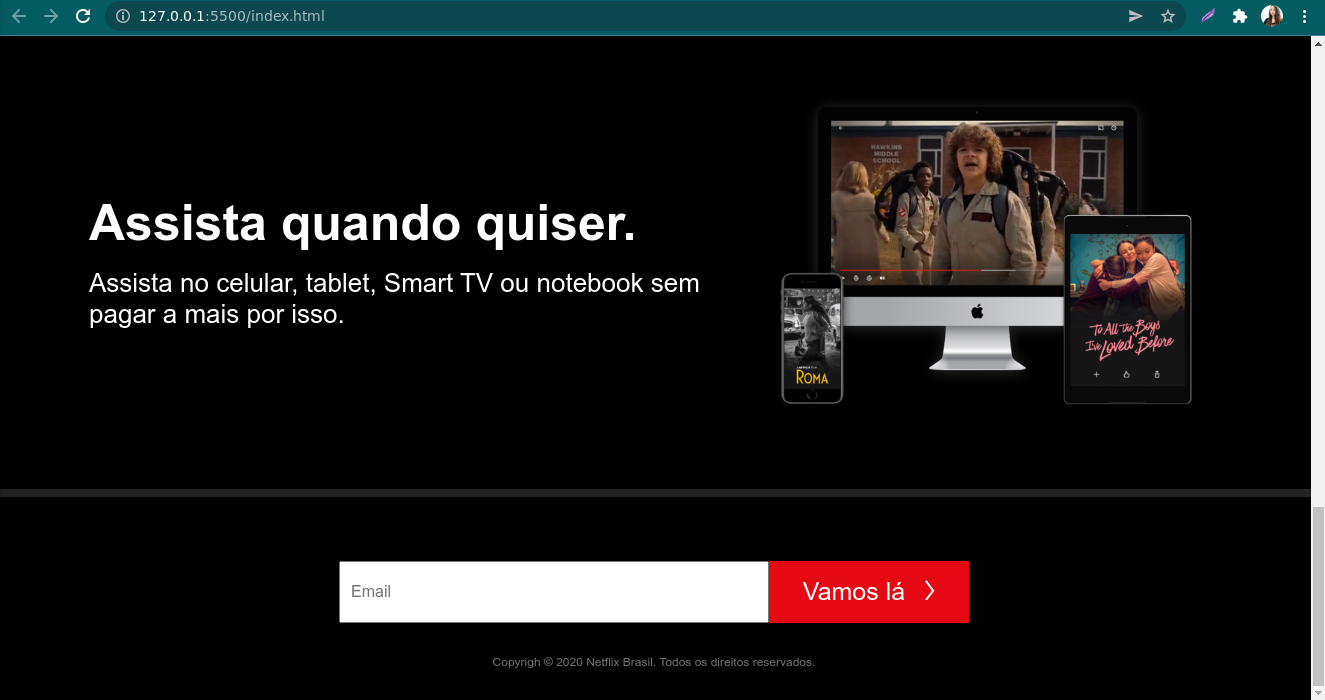 127.0.0.1:5500/index.html
HAWKINS
MIDDLE
SCHOOL
Assista quando quiser.
Assista no celular, tablet, Smart TV ou notebook sem
pagar a mais por isso.
To All the Boys
I've Loved Before
ROMA
Email
Vamos lá
Copyrigh © 2020 Netflix Brasil. Todos os direitos reservados.